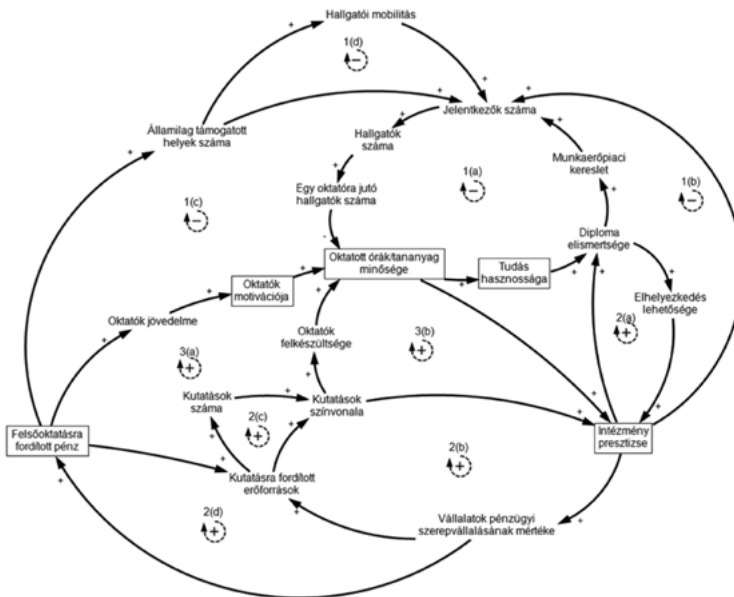 Hallgatói mobilitás
+
1(d)
−
+
+
+
Jelentkezők száma
Államilag támogatott
helyek száma
+
+
+
+
Hallgatók
száma
+
Munkaerőpiaci
kereslet
+
1(a)
−
1(b)
−
Egy oktatóra jutó
hallgatók száma
+
1(c)
−
-
Diploma
elismertsége
+
+
+
Oktatott órák/tananyag
minősége
+
Tudás
hasznossága
Oktatók
motivációja
+
+
Elhelyezkedés
lehetősége
+
Oktatók jövedelme
+
Oktatók
felkészültsége
+
3(b)
+
2(a)
+
3(a)
+
Kutatások
száma
+
+
Kutatások
színvonala
+
2(c)
+
+
+
+
+
Intézmény
presztízse
Felsőoktatásra
fordított pénz
+
Kutatásra fordított
erőforrások
+
+
2(b)
+
2(d)
+
Vállalatok pénzügyi
szerepvállalásának mértéke
+